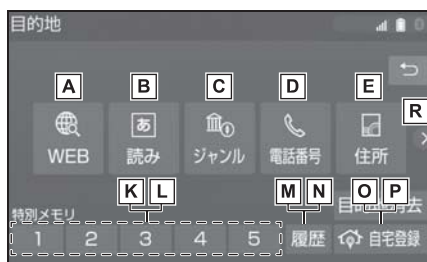 目的地
A B C D E R
WEB 読み ジャンル 電話番号 住所
あ
K L M N O P
特別メモリ
1 2 3 4 5 履歴 自宅登録